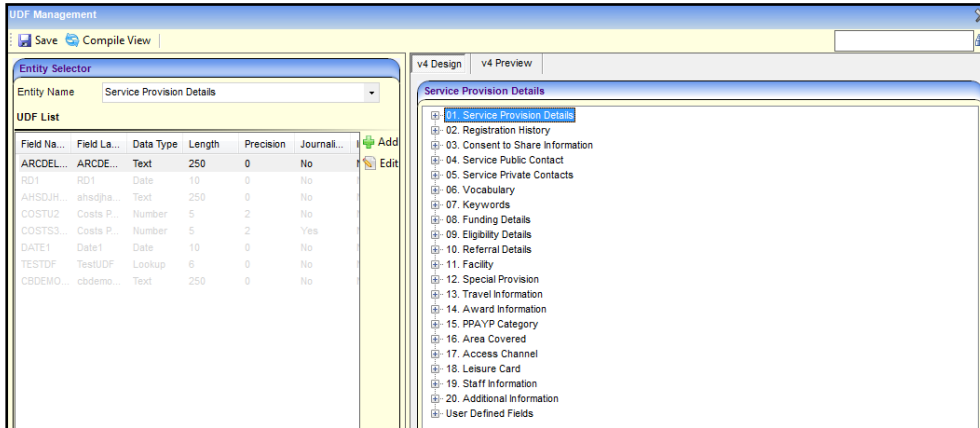 UDF Management
Save Compile View
Entity Selector
Entity Name Service Provision Details
UDF List
Field Na... Field La... Data Type Length Precision Journali...
Add
ARCDEL... ARCDE... Text 250 0 No
Edit
RD1 RD1 Date 10 0 No
AHSDJH... ahsdjha... Text 250 0 No
COSTU2 Costs P... Number 5 2 No
COSTS3... Costs P... Number 5 2 Yes
DATE1 Date1 Date 10 0 No
TESTDF TestUDF Lookup 6 0 No
CBDEMO... cbdemo... Text 250 0 No
v4 Design v4 Preview
Service Provision Details
01. Service Provision Details
02. Registration History
03. Consent to Share Information
04. Service Public Contact
05. Service Private Contacts
06. Vocabulary
07. Keywords
08. Funding Details
09. Eligibility Details
10. Referral Details
11. Facility
12. Special Provision
13. Travel Information
14. Award Information
15. PPAYP Category
16. Area Covered
17. Access Channel
18. Leisure Card
19. Staff Information
20. Additional Information
User Defined Fields